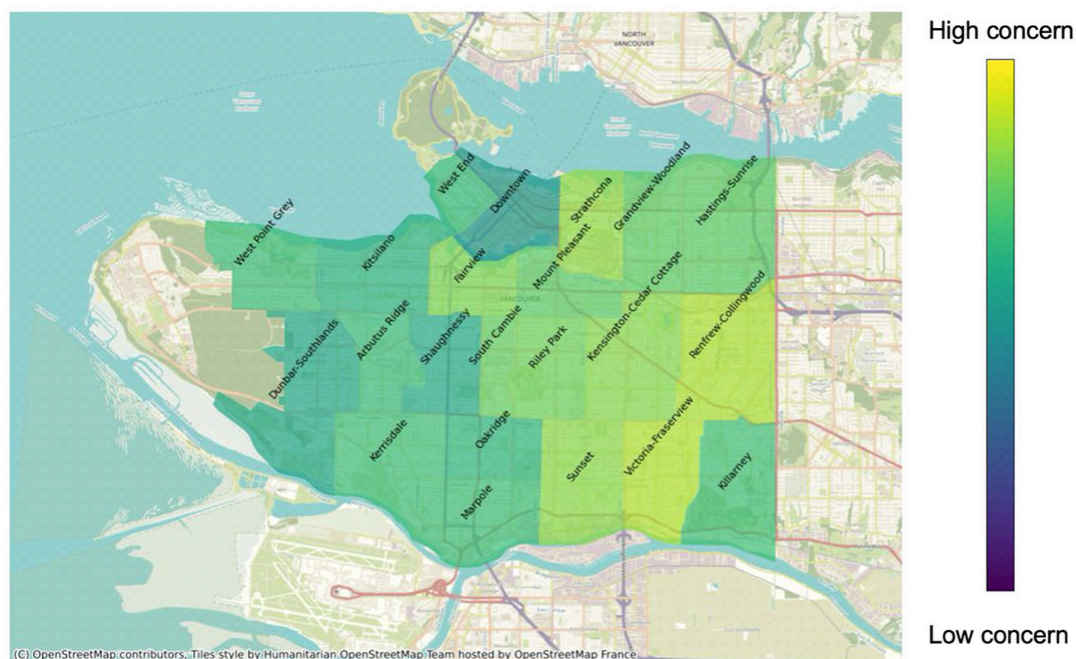 High concern
NORTH
VANCOUVER
West End
Downtown
Strathcona
Grandview-Woodland
Hastings-Sunrise
West Point Grey
Kitsilano
Fairview
Mount Pleasant
VANCOUVER
Dunbar-Southlands
Arbutus Ridge
Shaughnessy
South Cambie
Riley Park
Kensington-Cedar Cottage
Renfrew-Collingwood
Kerrisdale
Oakridge
Sunset
Victoria-Fraserview
Killarney
Marpole
Low concern
(C) OpenStreetMap contributors, Tiles style by Humanitarian OpenStreetMap Team hosted by OpenStreetMap France